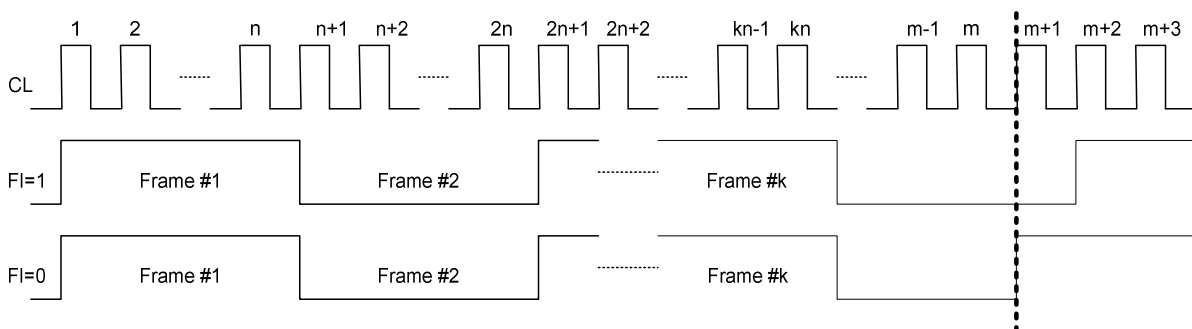 1 2 n n+1 n+2 2n 2n+1 2n+2 kn-1 kn m-1 m m+1 m+2 m+3
CL
FI=1 Frame #1 Frame #2 Frame #k
FI=0 Frame #1 Frame #2 Frame #k